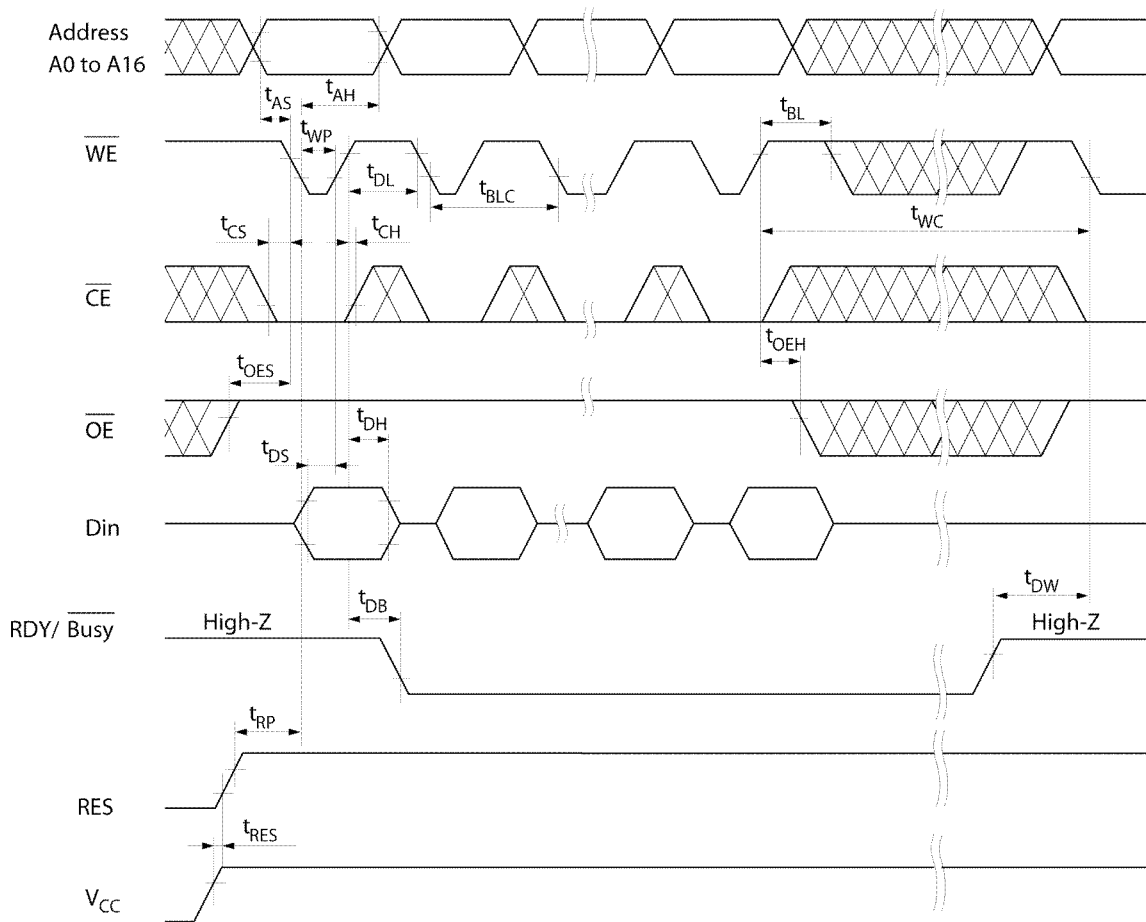 Address
A0 to A16
tAS
tAH
tWP
tBL
WE
tDL
tBLC
tWC
tCS
tCH
CE
tOES
tOEH
OE
tDH
tDS
Din
tDB
tDW
RDY/ Busy
High-Z
High-Z
tRP
RES
tRES
VCC